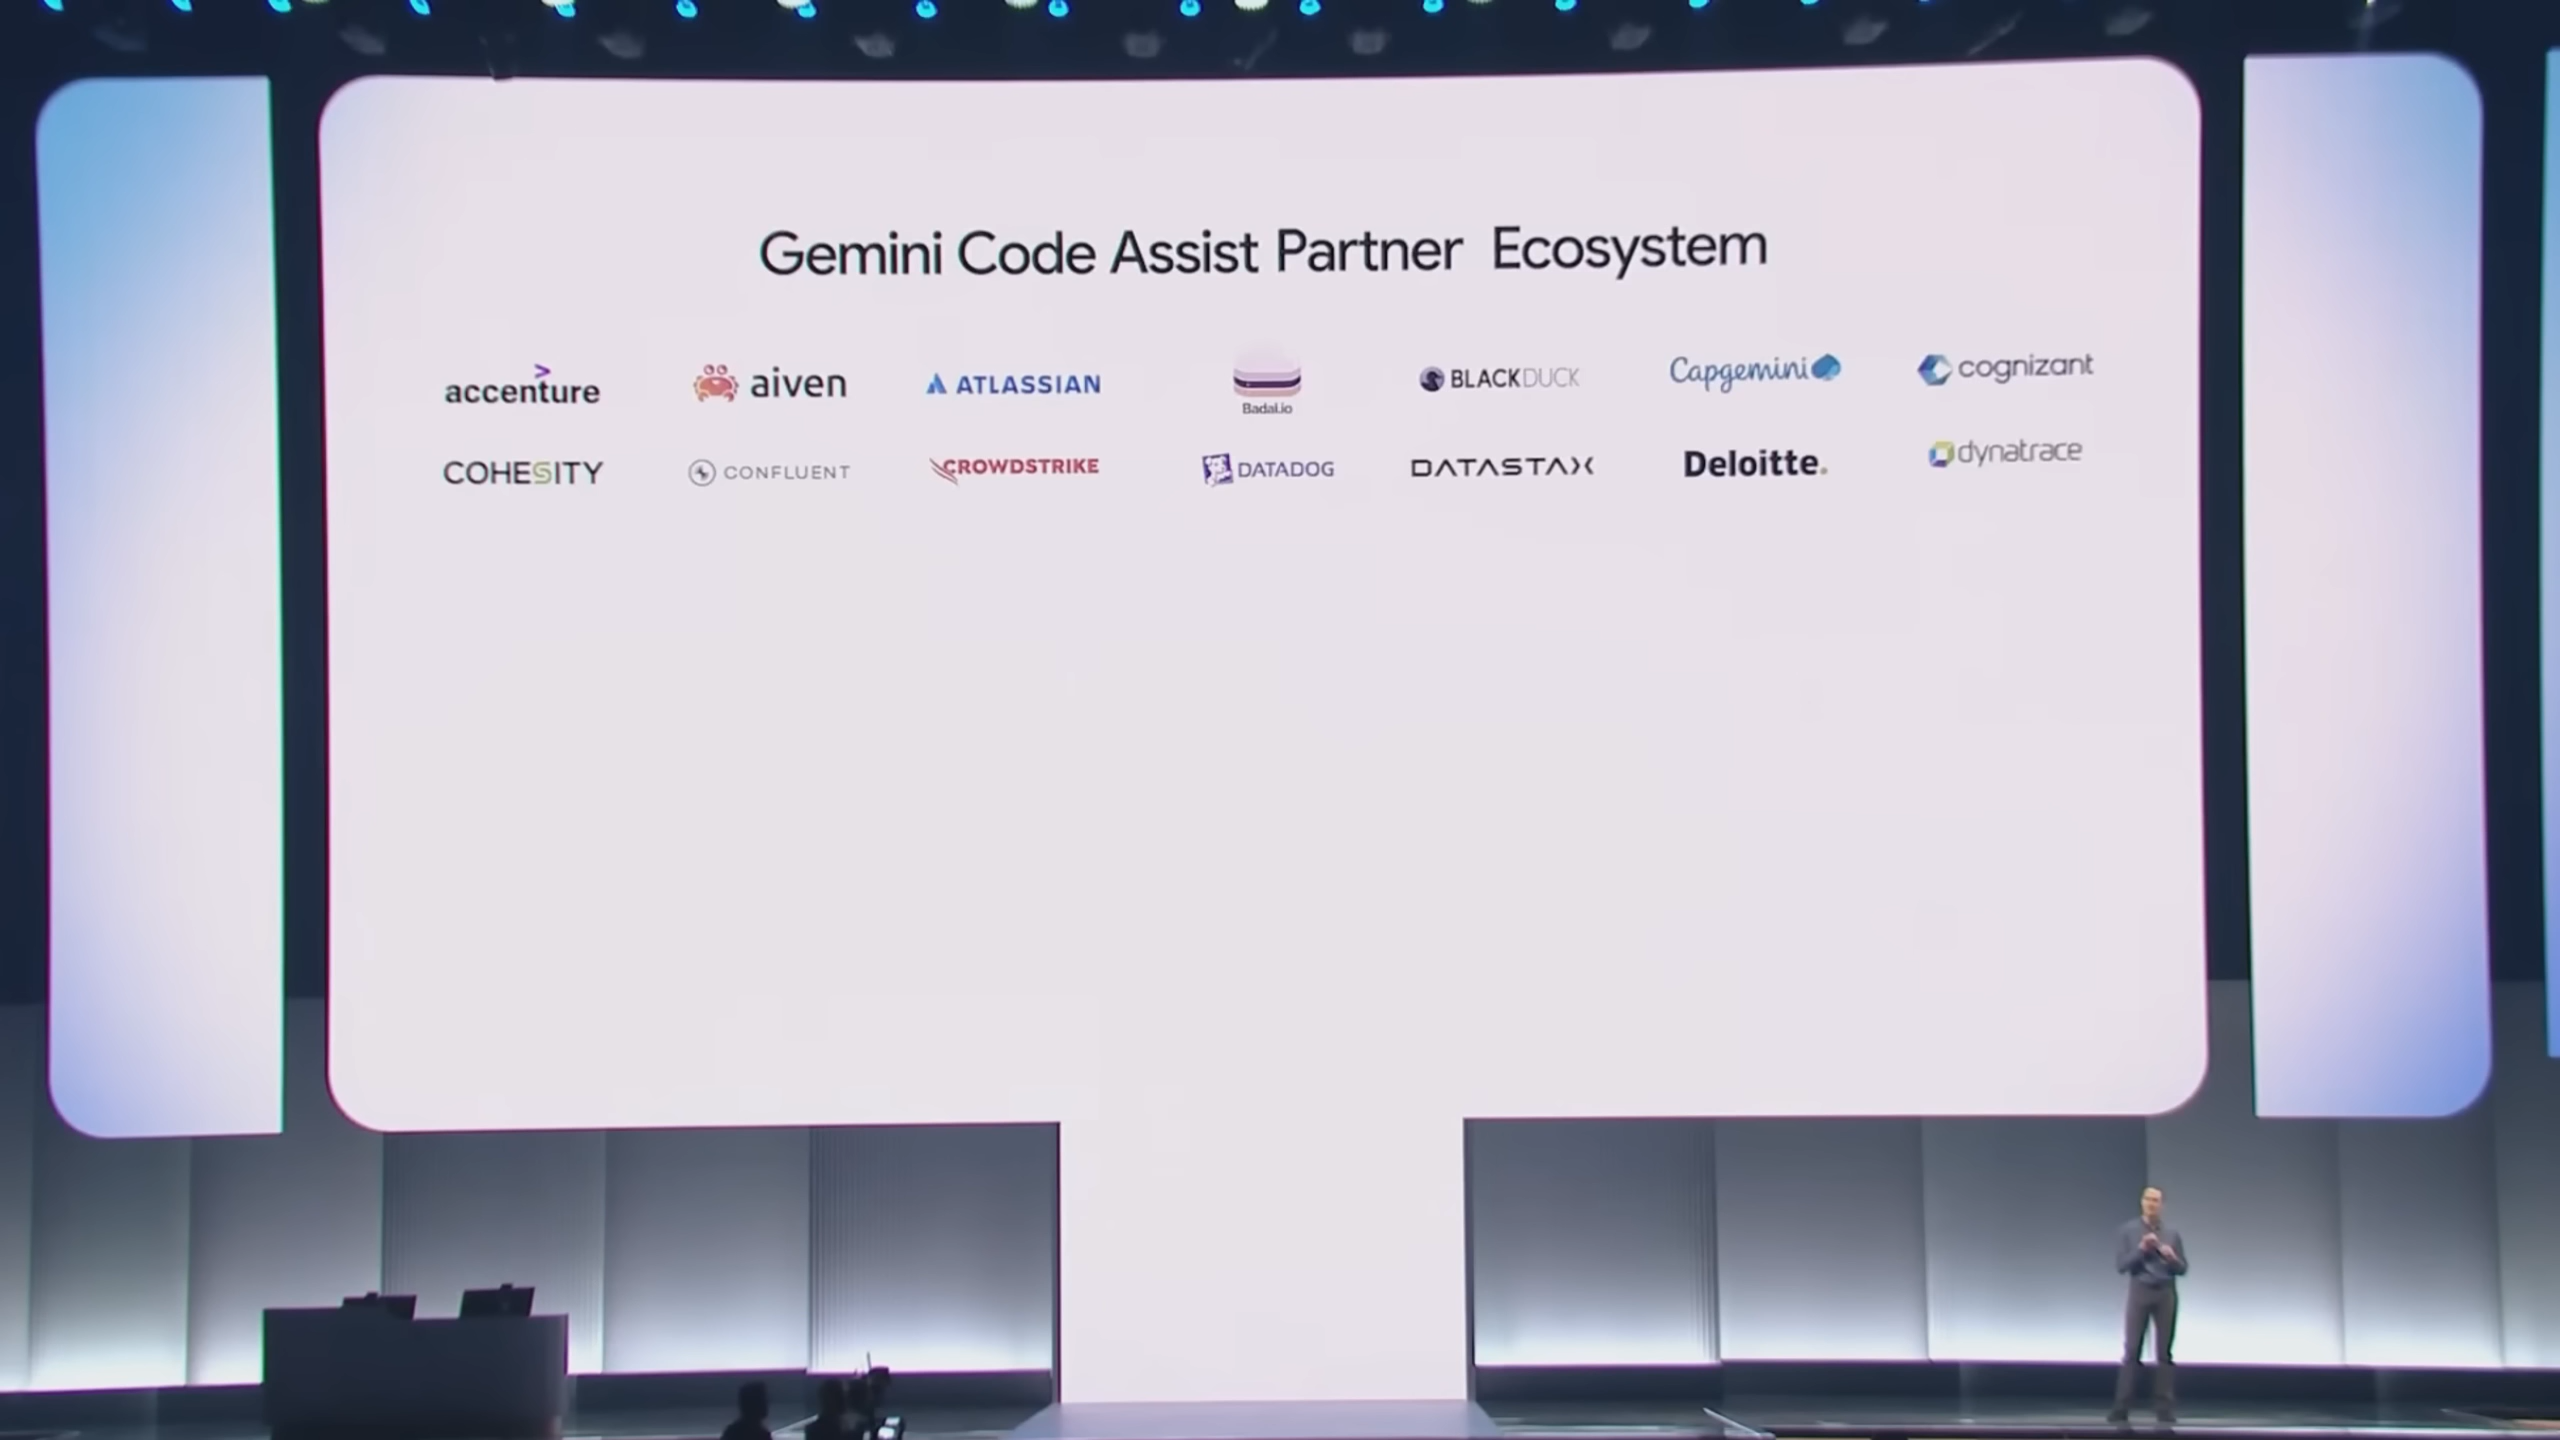 Gemini Code Assist Partner Ecosystem
accenture aiven ATLASSIAN Badal.io BLACKDUCK Capgemini cognizant
COHESITY CONFLUENT CROWDSTRIKE DATADOG DATASTAX Deloitte. dynatrace